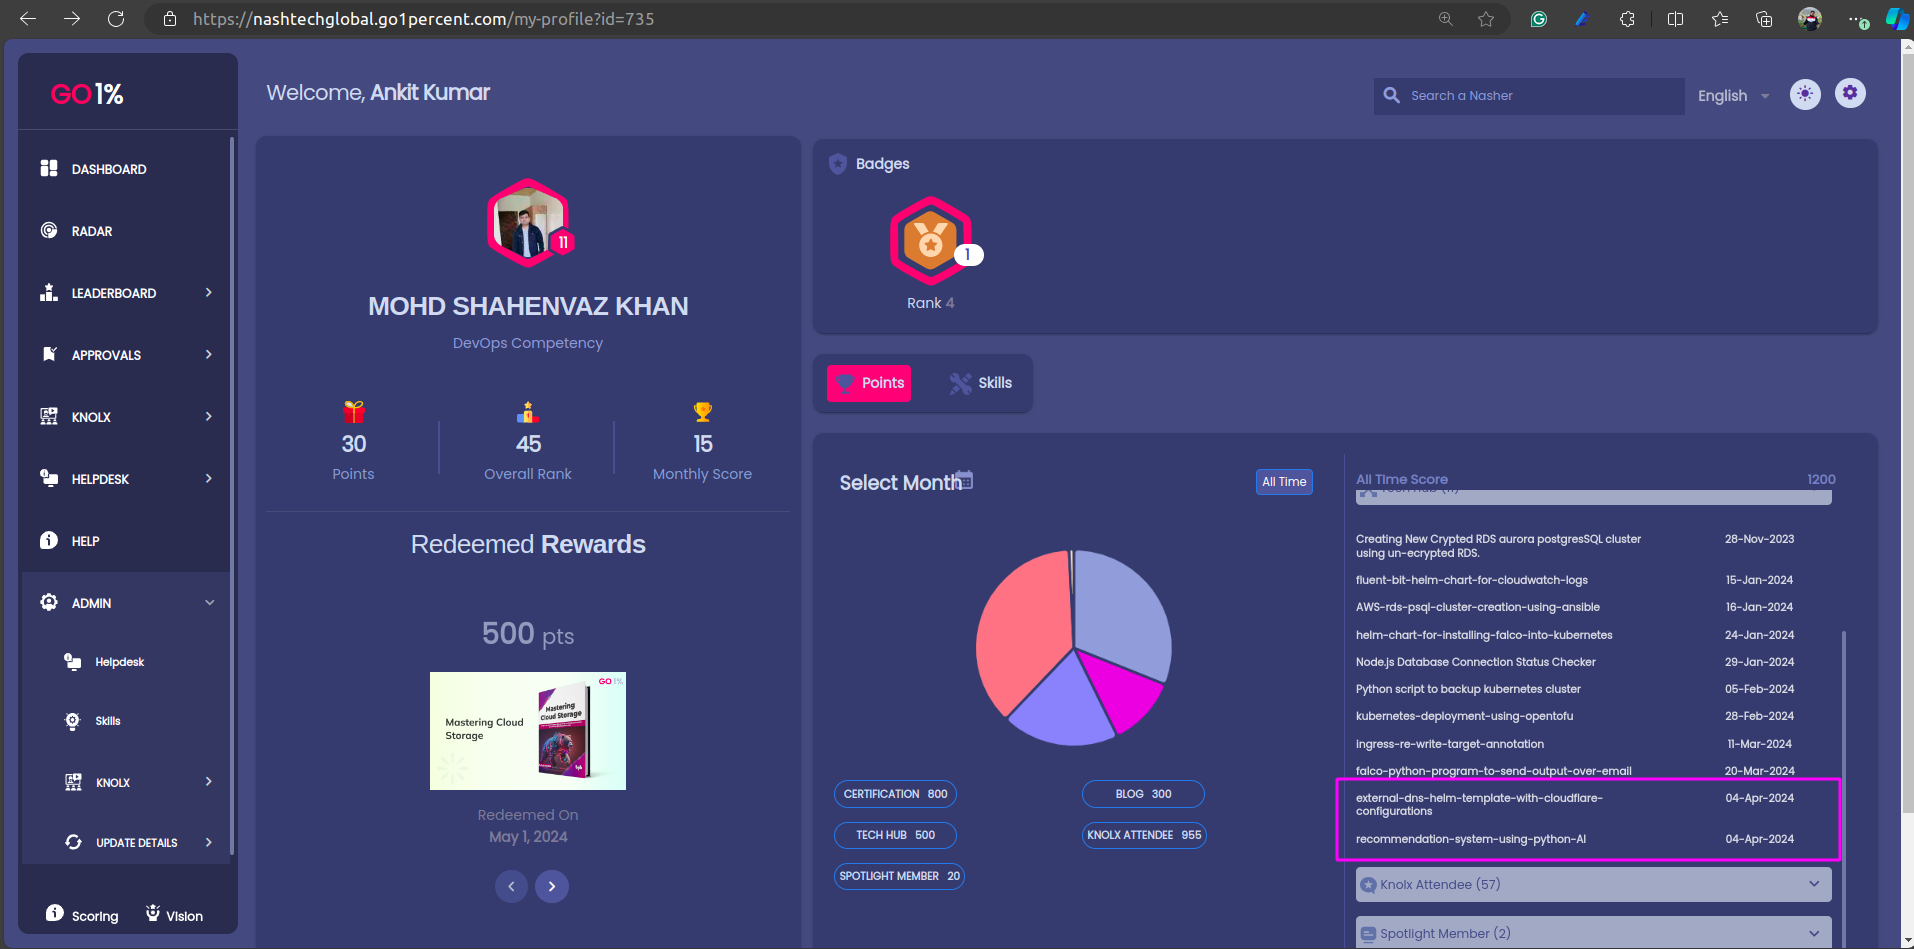 https://nashtechglobal.go1percent.com/my-profile?id=735
GO 1%
DASHBOARD
RADAR
LEADERBOARD
APPROVALS
KNOLX
HELPDESK
HELP
ADMIN
Helpdesk
Skills
KNOLX
UPDATE DETAILS
Scoring
Vision
Welcome, Ankit Kumar
Search a Nasher
English
11
MOHD SHAHENVAZ KHAN
DevOps Competency
30
Points
45
Overall Rank
15
Monthly Score
Redeemed Rewards
500 pts
GO 1%
Mastering Cloud
Storage
Mastering
Cloud Storage
Redeemed On
May 1, 2024
Badges
1
Rank 4
Points
Skills
Select Month
All Time
CERTIFICATION 800
BLOG 300
TECH HUB 500
KNOLX ATTENDEE 955
SPOTLIGHT MEMBER 20
All Time Score 1200
Creating New Crypted RDS aurora postgresSQL cluster
using un-ecrypted RDS.
28-Nov-2023
fluent-bit-helm-chart-for-cloudwatch-logs 15-Jan-2024
AWS-rds-psql-cluster-creation-using-ansible 16-Jan-2024
helm-chart-for-installing-falco-into-kubernetes 24-Jan-2024
Node.js Database Connection Status Checker 29-Jan-2024
Python script to backup kubernetes cluster 05-Feb-2024
kubernetes-deployment-using-opentofu 28-Feb-2024
ingress-re-write-target-annotation 11-Mar-2024
falco-python-program-to-send-output-over-email 20-Mar-2024
external-dns-helm-template-with-cloudflare-
configurations
04-Apr-2024
recommendation-system-using-python-AI 04-Apr-2024
Knolx Attendee (57)
Spotlight Member (2)